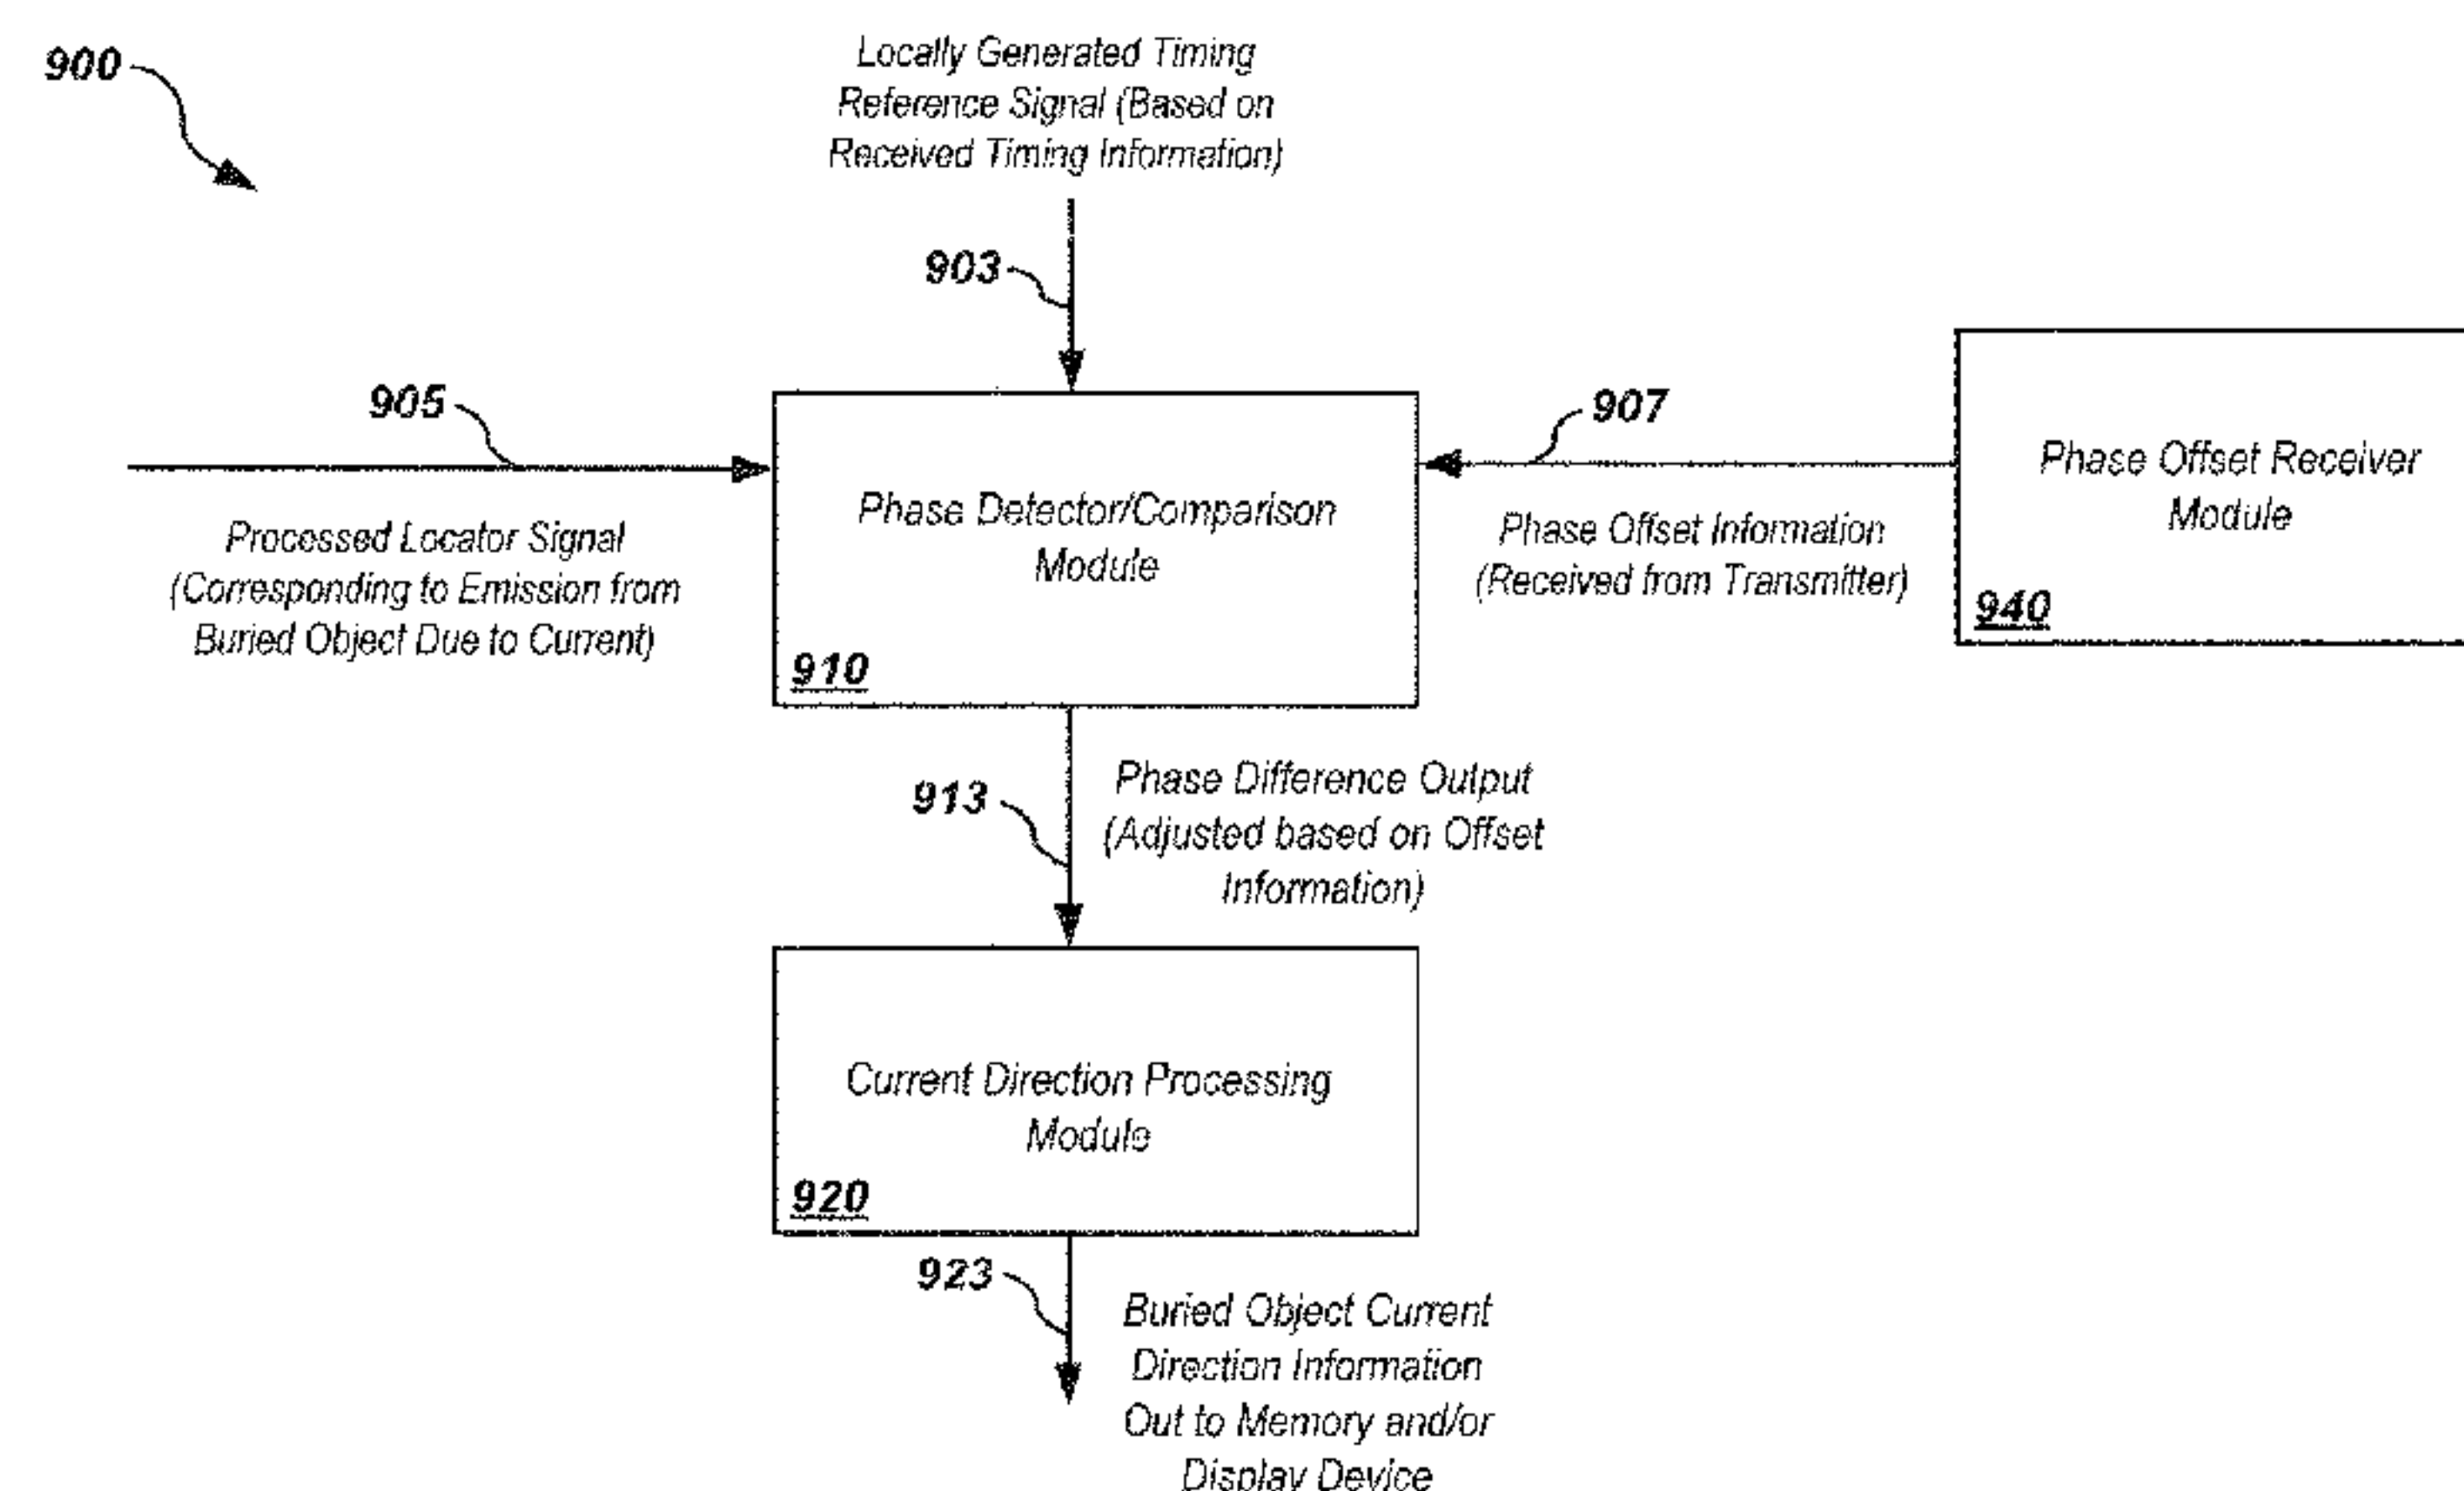 900
Locally Generated Timing
Reference Signal (Based on
Received Timing Information)
903
905
907
Processed Locator Signal
(Corresponding to Emission from
Buried Object Due to Current)
Phase Detector/Comparison
Module
910
Phase Offset Information
(Received from Transmitter)
Phase Offset Receiver
Module
940
913
Phase Difference Output
(Adjusted based on Offset
Information)
Current Direction Processing
Module
920
923
Buried Object Current
Direction Information
Out to Memory and/or
Display Device